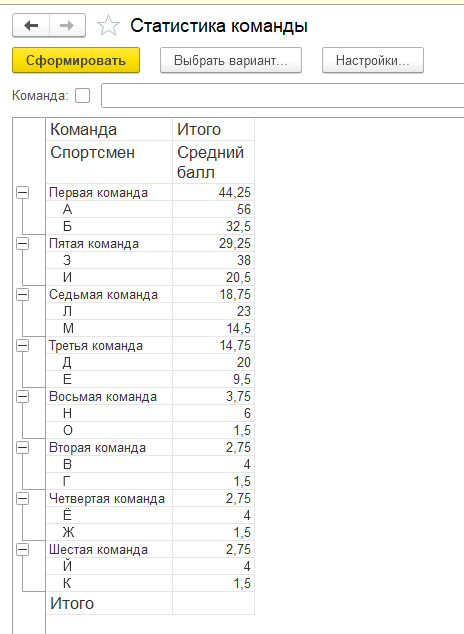 Статистика команды
Сформировать Выбрать вариант... Настройки...
Команда:
Команда Итого
Спортсмен Средний
балл
Первая команда 44,25
А 56
Б 32,5
Пятая команда 29,25
З 38
И 20,5
Седьмая команда 18,75
Л 23
М 14,5
Третья команда 14,75
Д 20
Е 9,5
Восьмая команда 3,75
Н 6
О 1,5
Вторая команда 2,75
В 4
Г 1,5
Четвертая команда 2,75
Ё 4
Ж 1,5
Шестая команда 2,75
Й 4
К 1,5
Итого